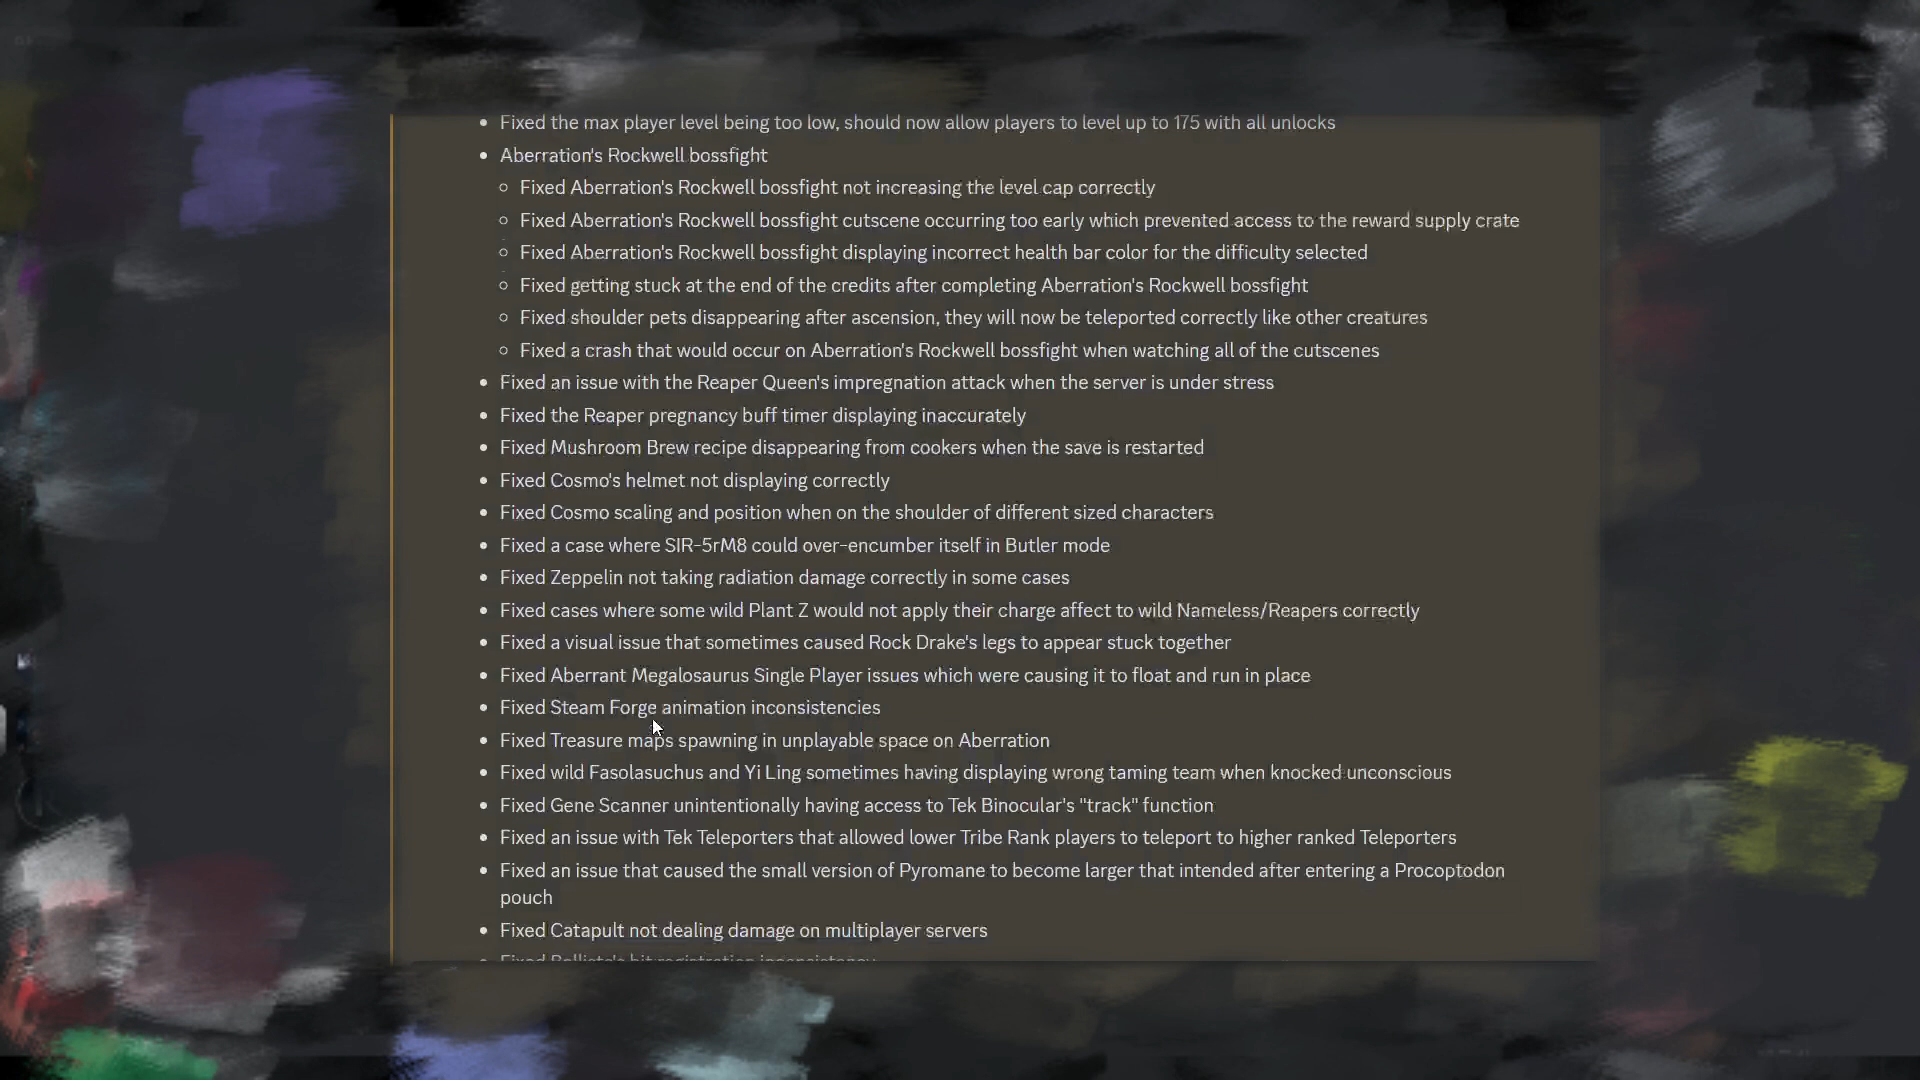 Fixed the max player level being too low, should now allow players to level up to 175 with all unlocks
Aberration's Rockwell bossfight
Fixed Aberration's Rockwell bossfight not increasing the level cap correctly
Fixed Aberration's Rockwell bossfight cutscene occurring too early which prevented access to the reward supply crate
Fixed Aberration's Rockwell bossfight displaying incorrect health bar color for the difficulty selected
Fixed getting stuck at the end of the credits after completing Aberration's Rockwell bossfight
Fixed shoulder pets disappearing after ascension, they will now be teleported correctly like other creatures
Fixed a crash that would occur on Aberration's Rockwell bossfight when watching all of the cutscenes
Fixed an issue with the Reaper Queen's impregnation attack when the server is under stress
Fixed the Reaper pregnancy buff timer displaying inaccurately
Fixed Mushroom Brew recipe disappearing from cookers when the save is restarted
Fixed Cosmo's helmet not displaying correctly
Fixed Cosmo scaling and position when on the shoulder of different sized characters
Fixed a case where SIR-5rM8 could over-encumber itself in Butler mode
Fixed Zeppelin not taking radiation damage correctly in some cases
Fixed cases where some wild Plant Z would not apply their charge affect to wild Nameless/Reapers correctly
Fixed a visual issue that sometimes caused Rock Drake's legs to appear stuck together
Fixed Aberrant Megalosaurus Single Player issues which were causing it to float and run in place
Fixed Steam Forge animation inconsistencies
Fixed Treasure maps spawning in unplayable space on Aberration
Fixed wild Fasolasuchus and Yi Ling sometimes having displaying wrong taming team when knocked unconscious
Fixed Gene Scanner unintentionally having access to Tek Binocular's "track" function
Fixed an issue with Tek Teleporters that allowed lower Tribe Rank players to teleport to higher ranked Teleporters
Fixed an issue that caused the small version of Pyromane to become larger that intended after entering a Procoptodon
pouch
Fixed Catapult not dealing damage on multiplayer servers
Fixed Ballista's hit registration inconsistency